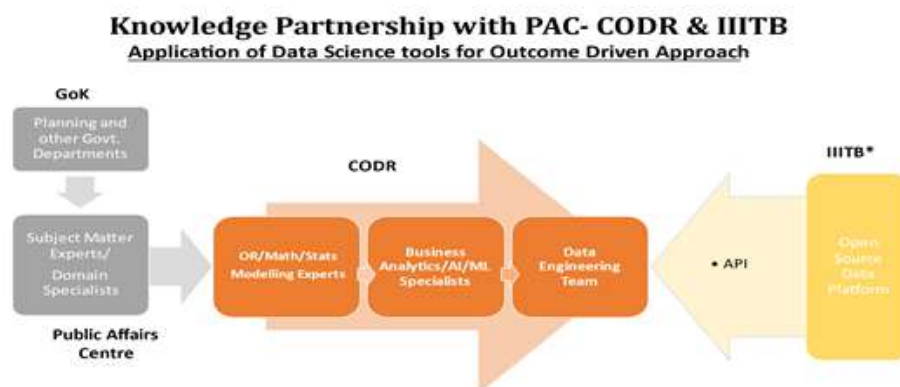 Knowledge Partnership with PAC- CODR & IIITB
Application of Data Science tools for Outcome Driven Approach
GoK
Planning and
other Govt.
Departments
Subject Matter
Experts/
Domain
Specialists
Public Affairs
Centre
CODR
OR/Math/Stats
Modelling Experts
Business
Analytics/AI/ML
Specialists
Data
Engineering
Team
• API
IIITB*
Open
Source
Data
Platform